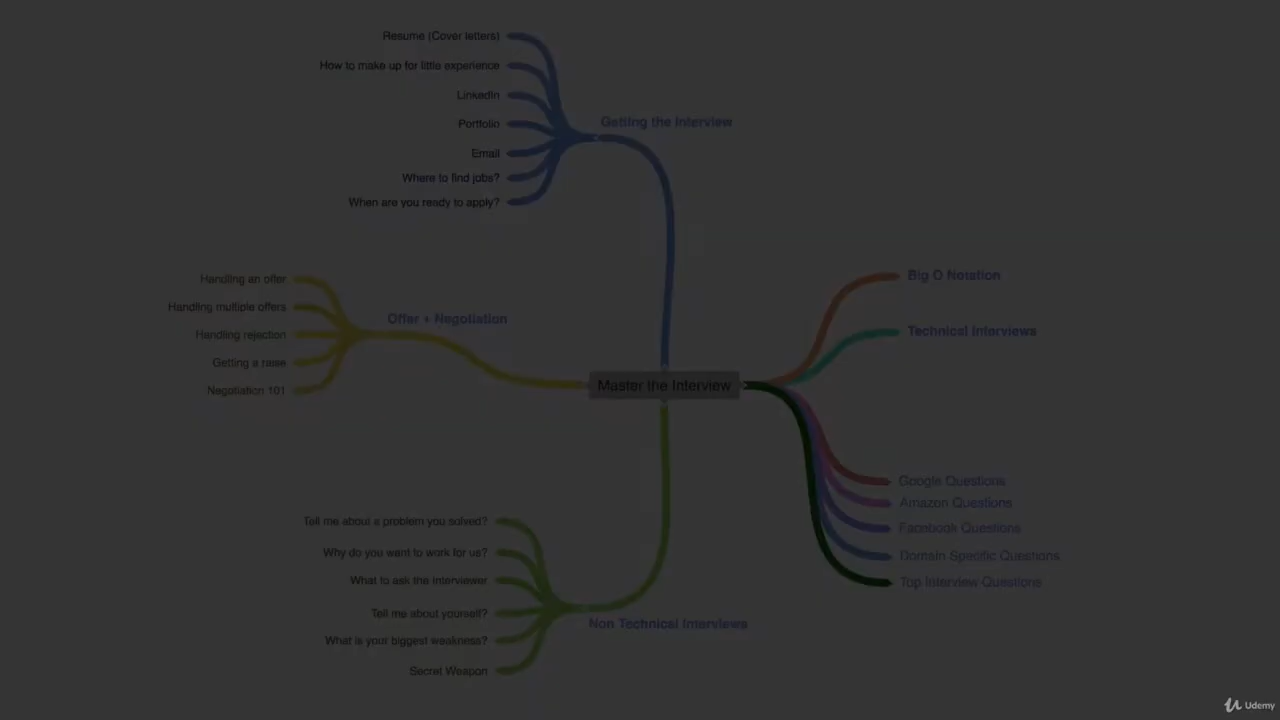 Resume (Cover letters)
How to make up for little experience
LinkedIn
Portfolio
Email
Where to find jobs?
When are you ready to apply?
Getting the Interview
Handling an offer
Handling multiple offers
Handling rejection
Getting a raise
Negotiation 101
Offer + Negotiation
Master the Interview
Big O Notation
Technical Interviews
Google Questions
Amazon Questions
Facebook Questions
Domain Specific Questions
Top Interview Questions
Tell me about a problem you solved?
Why do you want to work for us?
What to ask the interviewer
Tell me about yourself?
What is your biggest weakness?
Secret Weapon
Non Technical Interviews
Udemy